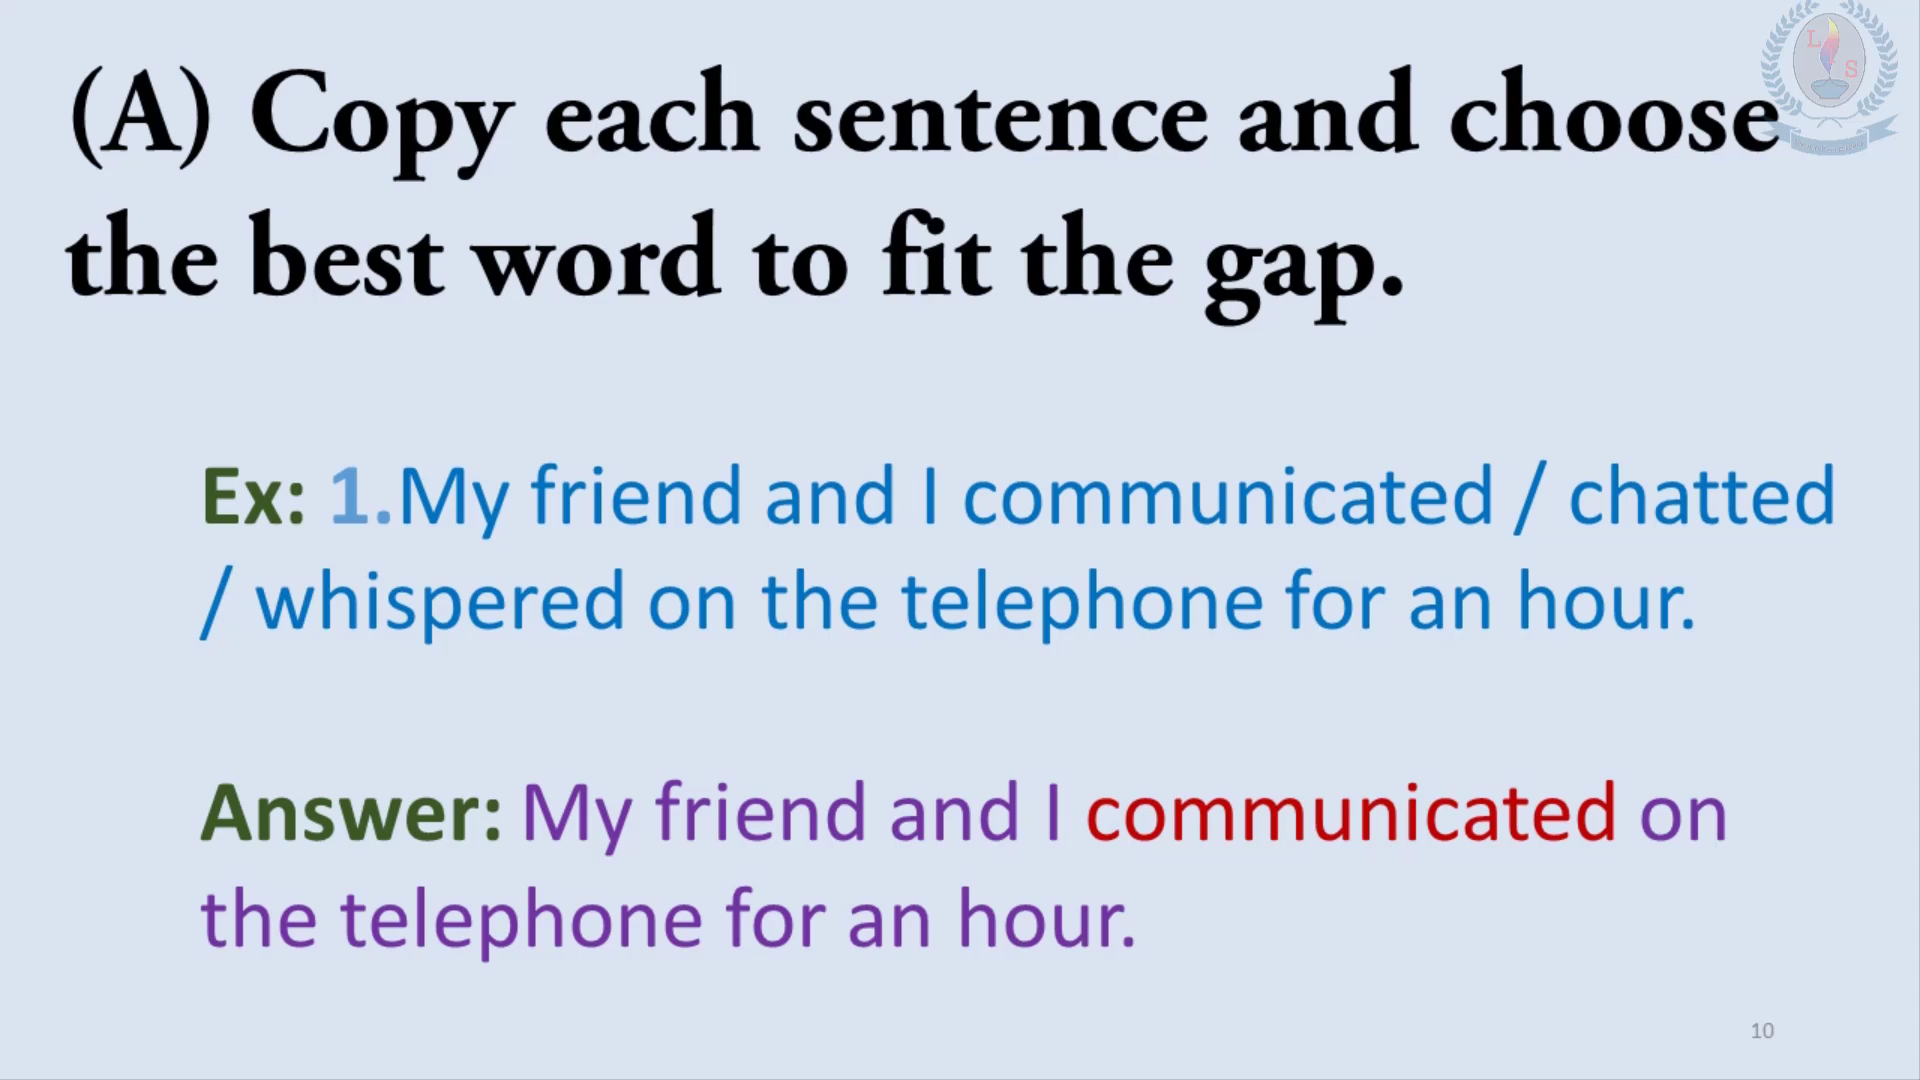 (A) Copy each sentence and choose
the best word to fit the gap.
Ex: 1.My friend and I communicated / chatted
/ whispered on the telephone for an hour.
Answer: My friend and I communicated on
the telephone for an hour.
10
L
S